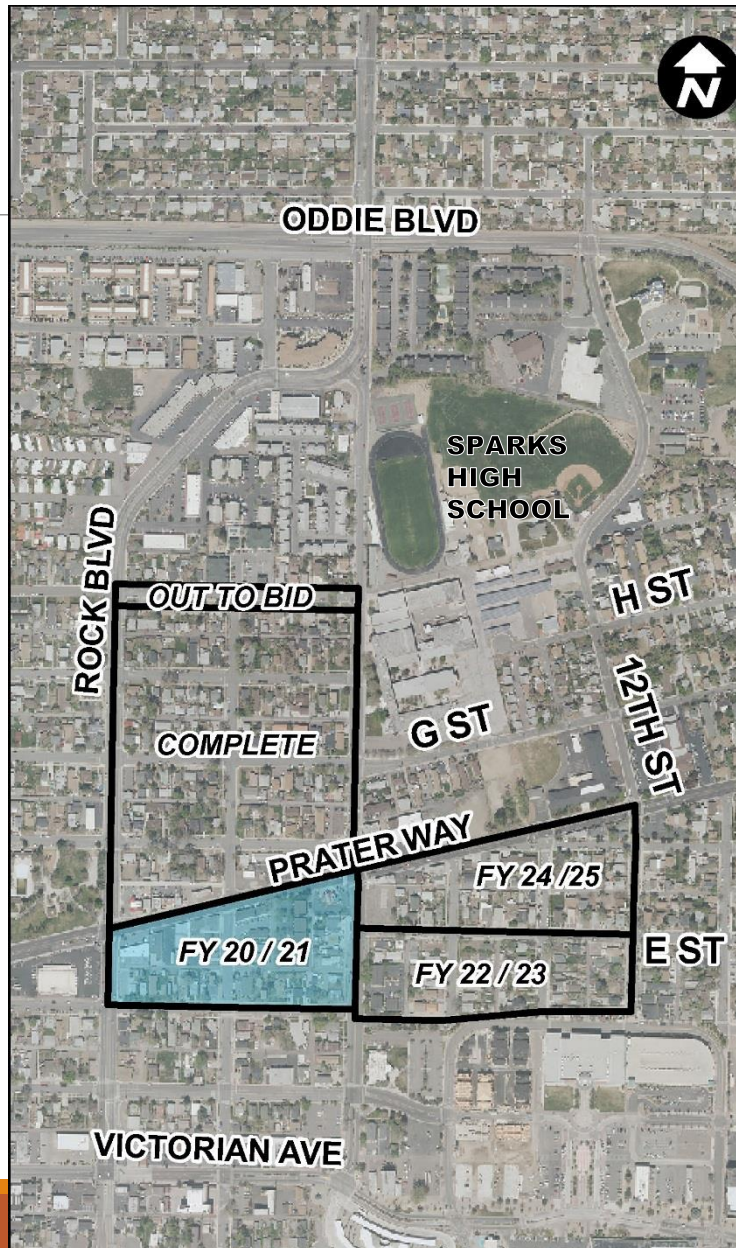 N
ODDIE BLVD
SPARKS
HIGH
SCHOOL
ROCK BLVD
OUT TO BID
H ST
12TH ST
COMPLETE
G ST
PRATER WAY
FY 24 /25
FY 20 / 21
E ST
FY 22 / 23
VICTORIAN AVE